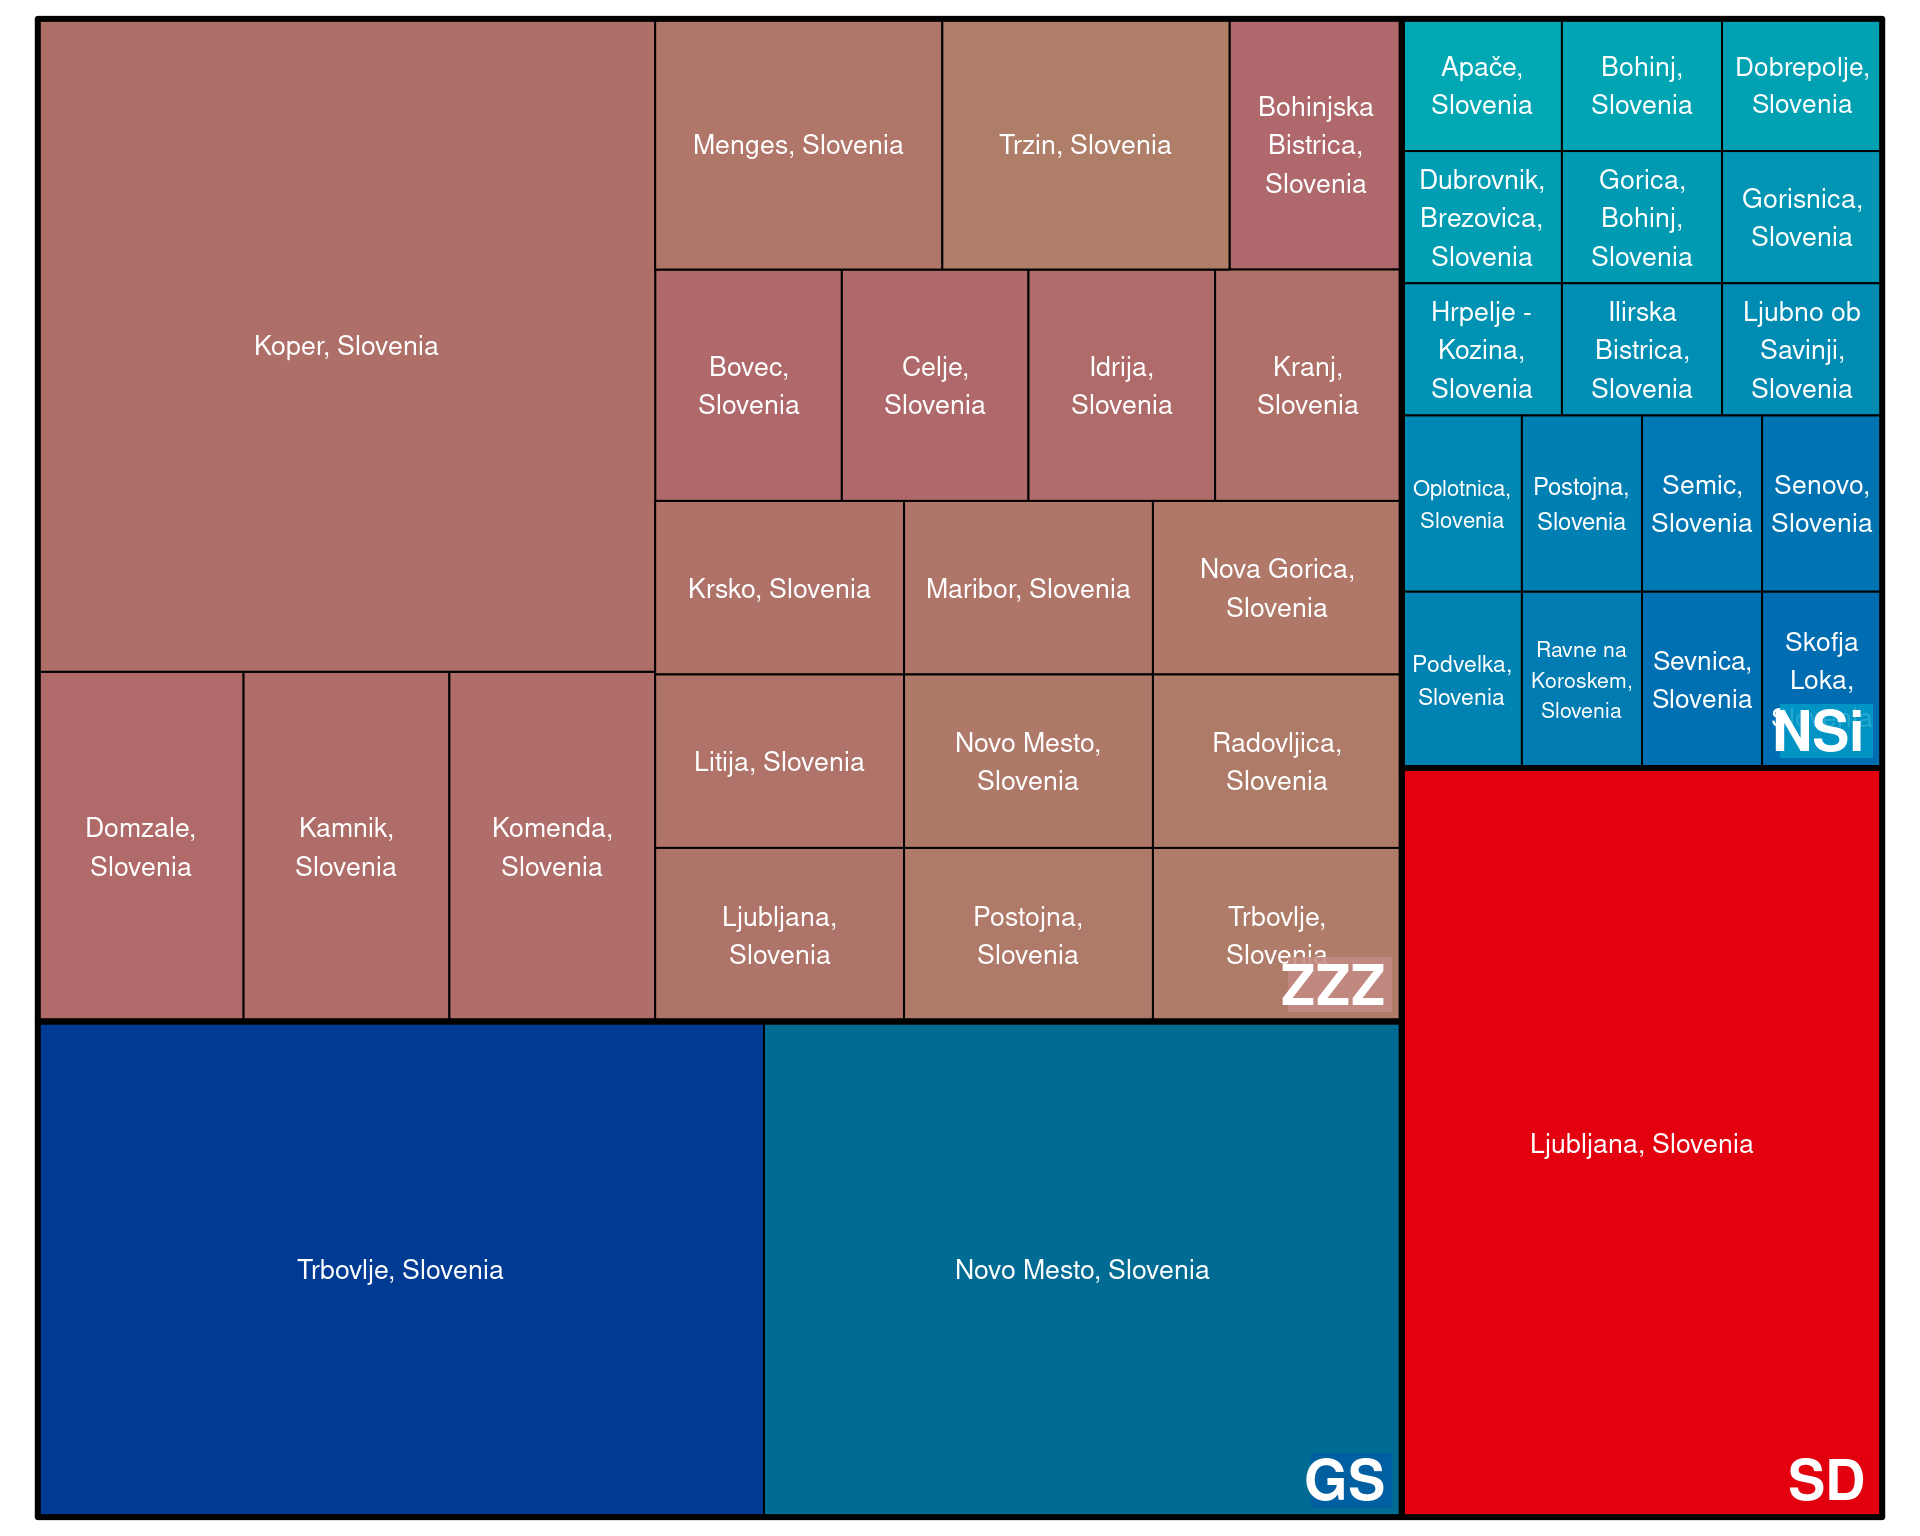 Koper, Slovenia
Menges, Slovenia
Trzin, Slovenia
Bohinjska
Bistrica,
Slovenia
Bovec,
Slovenia
Celje,
Slovenia
Idrija,
Slovenia
Kranj,
Slovenia
Krsko, Slovenia
Maribor, Slovenia
Nova Gorica,
Slovenia
Litija, Slovenia
Novo Mesto,
Slovenia
Radovljica,
Slovenia
Ljubljana,
Slovenia
Postojna,
Slovenia
Trbovlje,
Slovenia
ZZZ
Domzale,
Slovenia
Kamnik,
Slovenia
Komenda,
Slovenia
Apače,
Slovenia
Bohinj,
Slovenia
Dobrepolje,
Slovenia
Dubrovnik,
Brezovica,
Slovenia
Gorica,
Bohinj,
Slovenia
Gorisnica,
Slovenia
Hrpelje -
Kozina,
Slovenia
Ilirska
Bistrica,
Slovenia
Ljubno ob
Savinji,
Slovenia
Oplotnica,
Slovenia
Postojna,
Slovenia
Semic,
Slovenia
Senovo,
Slovenia
Podvelka,
Slovenia
Ravne na
Koroskem,
Slovenia
Sevnica,
Slovenia
Skofja
Loka,
NSi
Trbovlje, Slovenia
Novo Mesto, Slovenia
GS
Ljubljana, Slovenia
SD